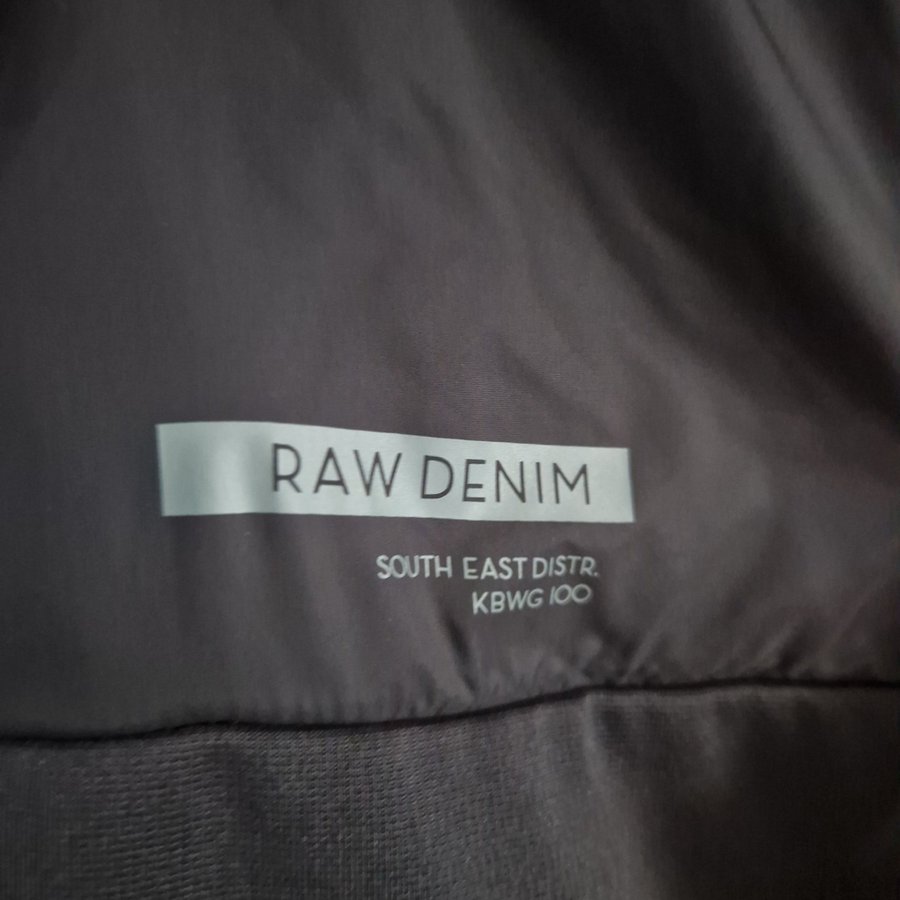 RAW DENIM
SOUTH EAST DISTR.
KBWG 100